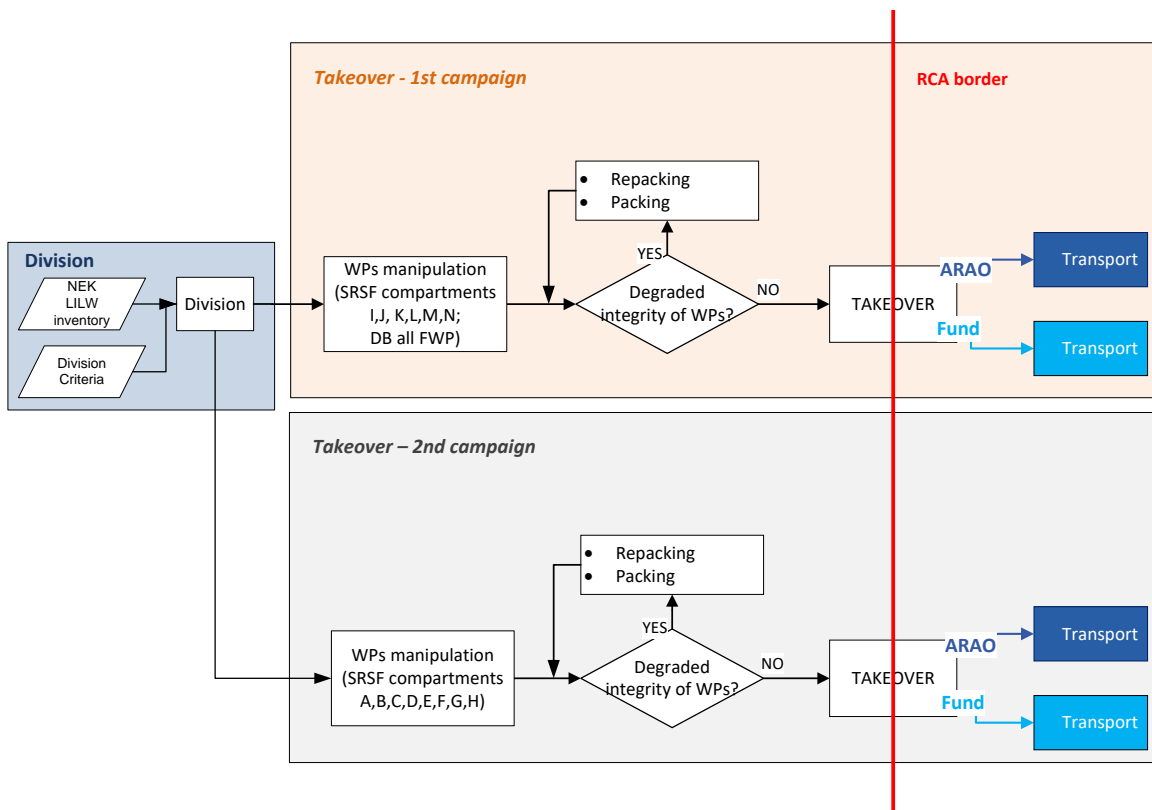 Takeover - 1st campaign
RCA border
• Repacking
• Packing
Division
NEK
LILW
inventory
Division
Division
Criteria
WPs manipulation
(SRSF compartments
I,J, K,L,M,N;
DB all FWP)
YES
Degraded
integrity of WPs?
NO
TAKEOVER
ARAO
Transport
Fund
Transport
Takeover – 2nd campaign
• Repacking
• Packing
WPs manipulation
(SRSF compartments
A,B,C,D,E,F,G,H)
YES
Degraded
integrity of WPs?
NO
TAKEOVER
ARAO
Transport
Fund
Transport